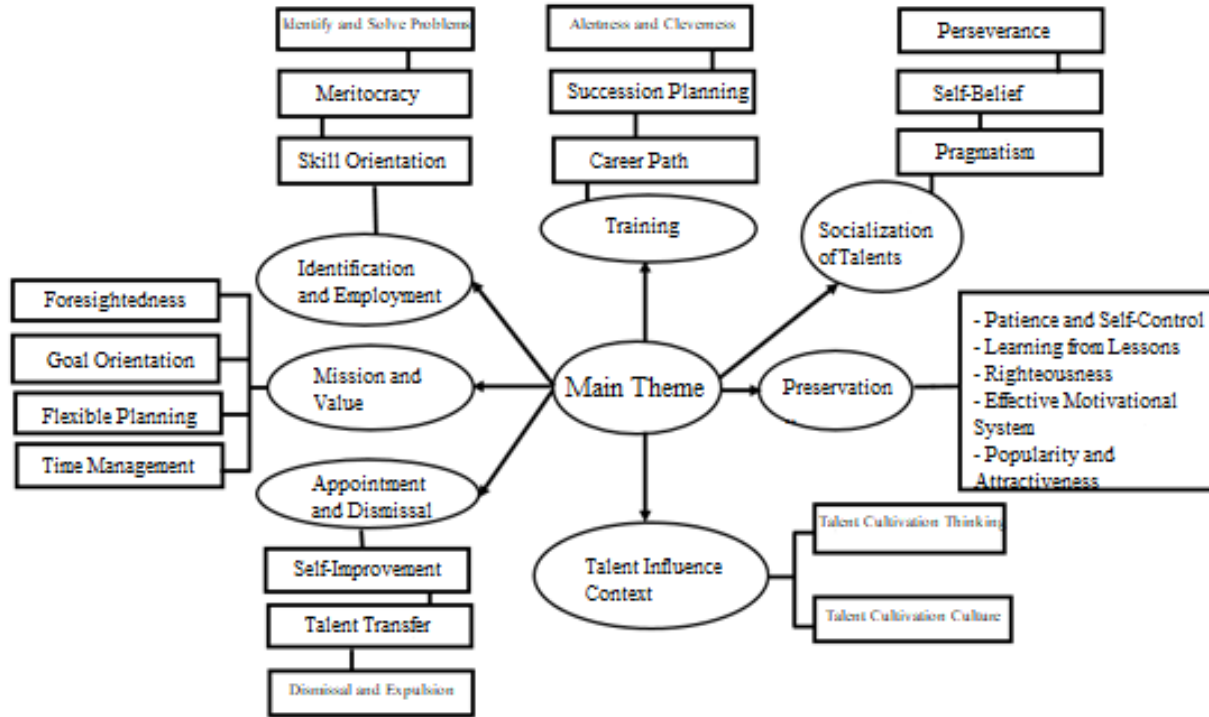 Identify and Solve Problems
Meritocracy
Skill Orientation
Identification
and Employment
Alertness and Cleverness
Succession Planning
Career Path
Training
Perseverance
Self-Belief
Pragmatism
Socialization
of Talents
Foresightedness
Goal Orientation
Flexible Planning
Time Management
Mission and
Value
Main Theme
Preservation
- Patience and Self-Control
- Learning from Lessons
- Righteousness
- Effective Motivational
System
- Popularity and
Attractiveness
Appointment
and Dismissal
Self-Improvement
Talent Transfer
Dismissal and Expulsion
Talent Influence
Context
Talent Cultivation Thinking
Talent Cultivation Culture